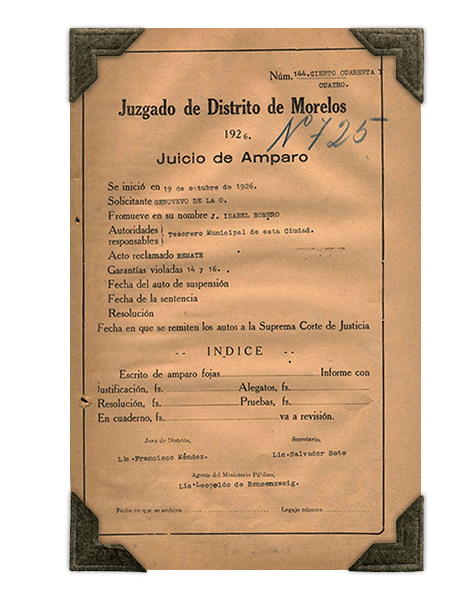 Núm. 144.CIENTO CUARENTA Y
CUATRO.
Juzgado de Distrito de Morelos
1926.
Nº 725
Juicio de Amparo
Se inició en 19 de octubre de 1926.
Solicitante GENOVEVO DE LA O.
Promueve en su nombre J. ISABEL ROMERO
Autoridades
responsables } Tesorero Municipal de esta Ciudad.
Acto reclamado REMATE
Garantías violadas 14 y 16. .
Fecha del auto de suspensión
Fecha de la sentencia
Resolución
Fecha en que se remiten los autos a la Suprema Corte de Justicia
-- INDICE --
Escrito de amparo fojas Informe con
justificación, fs. Alegatos, fs.
Resolución, fs. Pruebas, fs.
En cuaderno, fs. va a revisión.
Juez de Distrito, Secretario,
Lic. Francisco Méndez. Lic. Salvador Soto
Agente del Ministerio Público,
Lic. Leopoldo de Ronsenzweig.
Fecha en que se archiva Legajo número